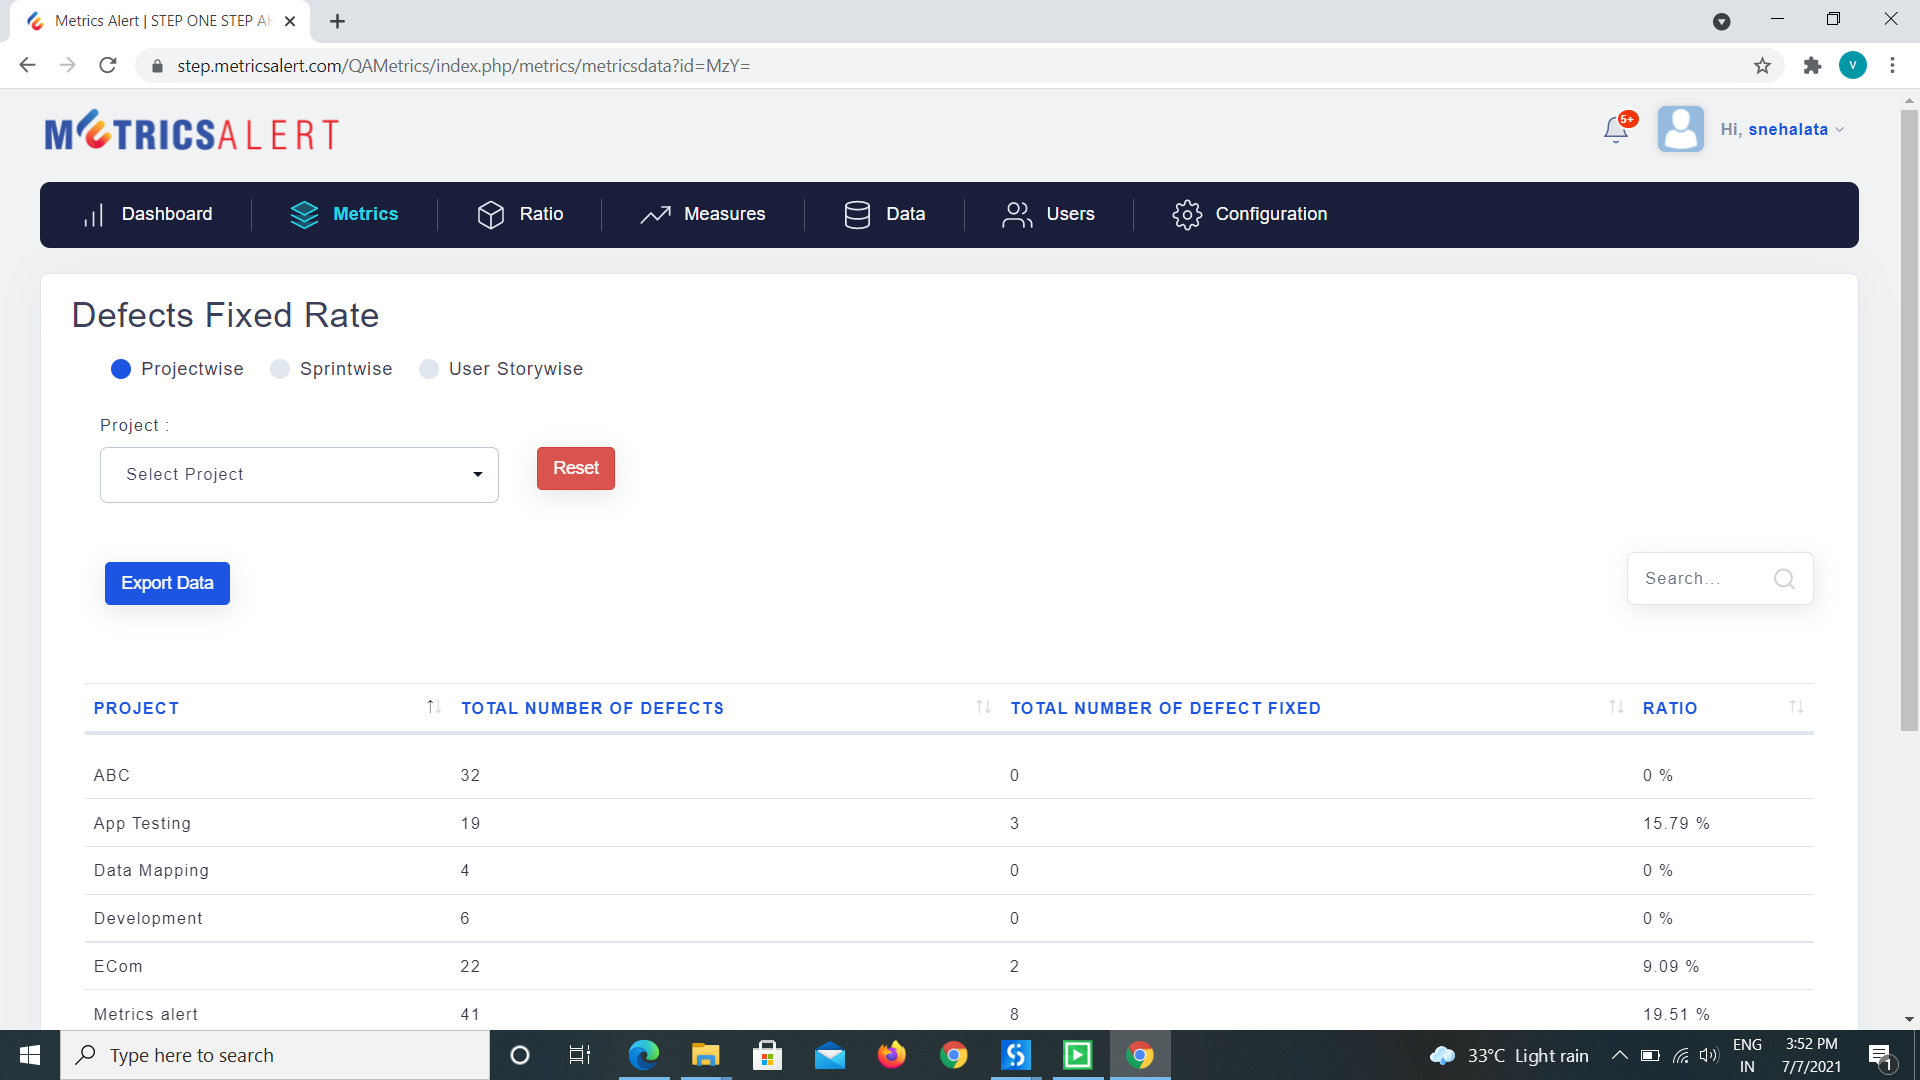 Metrics Alert | STEP ONE STEP AH
step.metricsalert.com/QAMetrics/index.php/metrics/metricsdata?id=MzY=
V
METRICSALERT
5+
Hi, snehalata
Dashboard Metrics Ratio Measures Data Users Configuration
Defects Fixed Rate
Projectwise Sprintwise User Storywise
Project :
Select Project Reset
Export Data Search...
PROJECT TOTAL NUMBER OF DEFECTS TOTAL NUMBER OF DEFECT FIXED RATIO
ABC 32 0 0 %
App Testing 19 3 15.79 %
Data Mapping 4 0 0 %
Development 6 0 0 %
ECom 22 2 9.09 %
Metrics alert 41 8 19.51 %
Type here to search 33°C Light rain ENG 3:52 PM
IN 7/7/2021 1